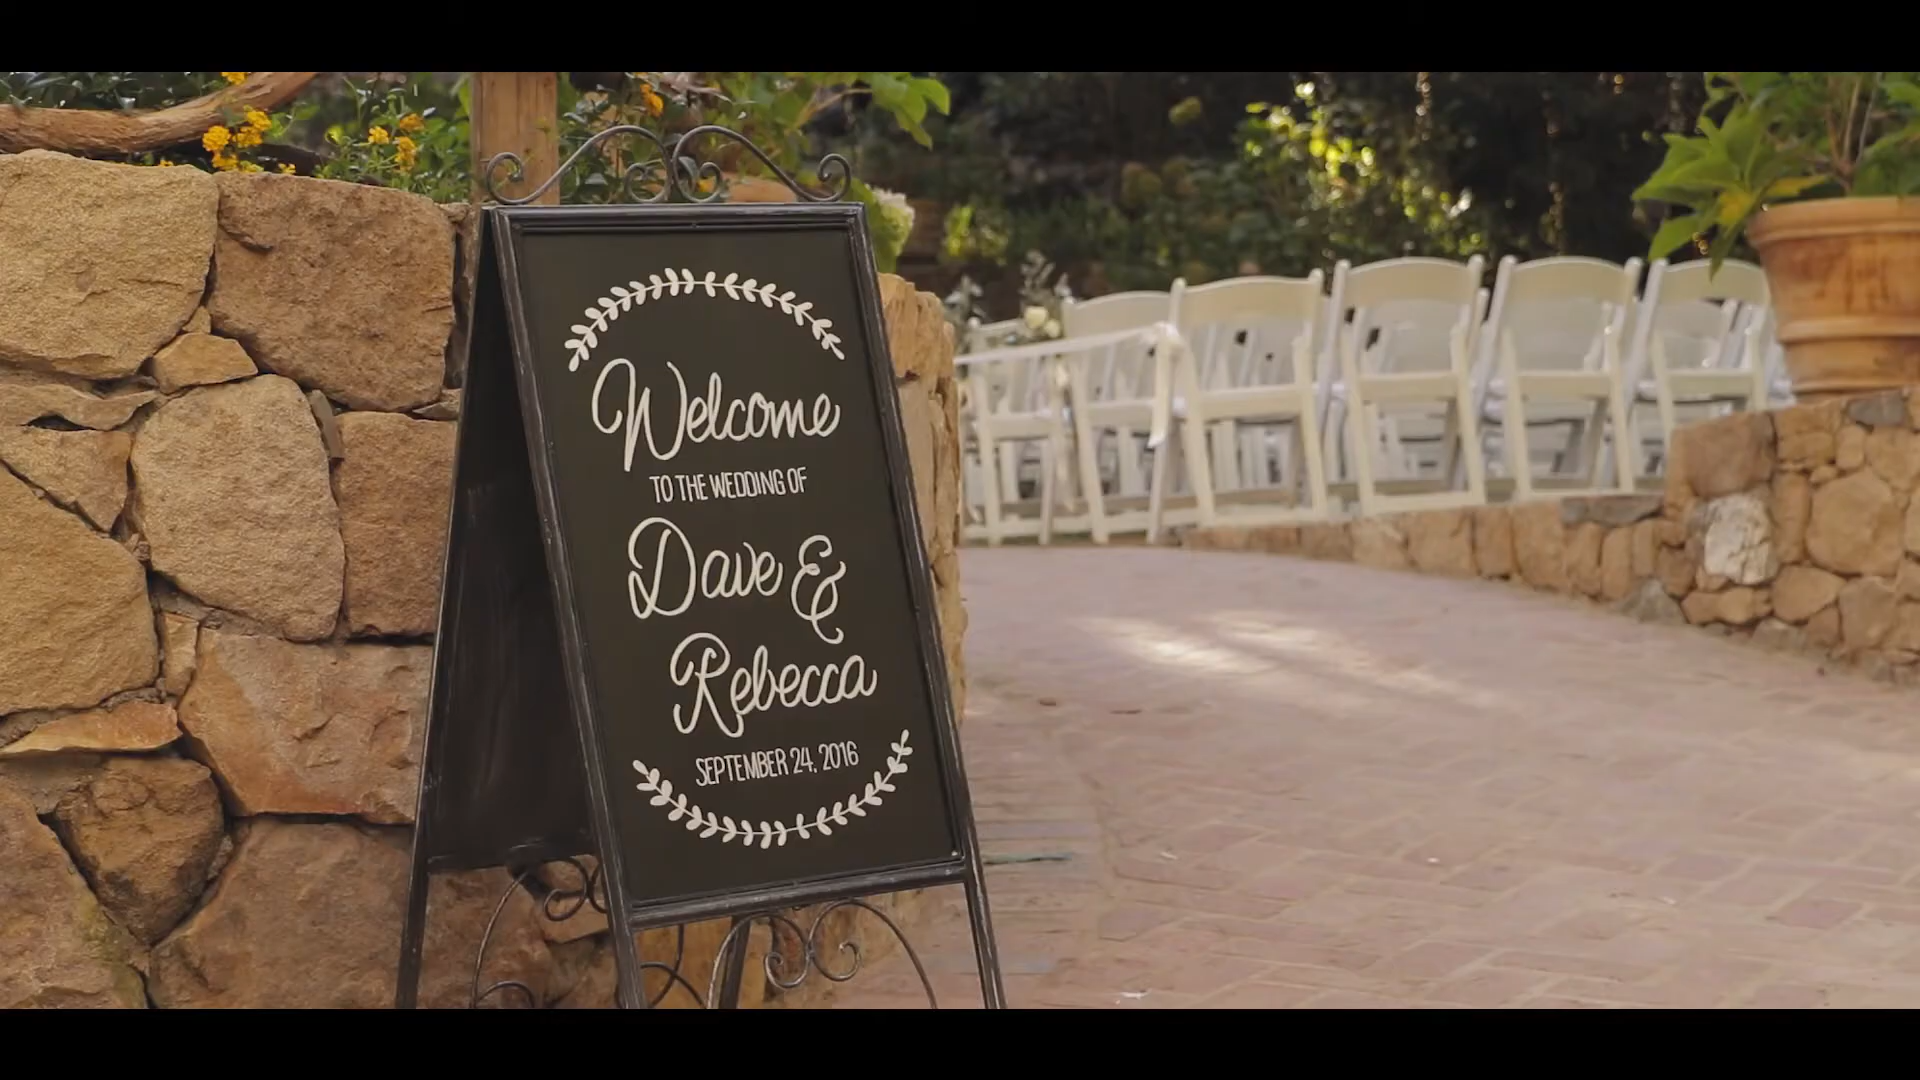 Welcome
TO THE WEDDING OF
Dave &
Rebecca
SEPTEMBER 24, 2016